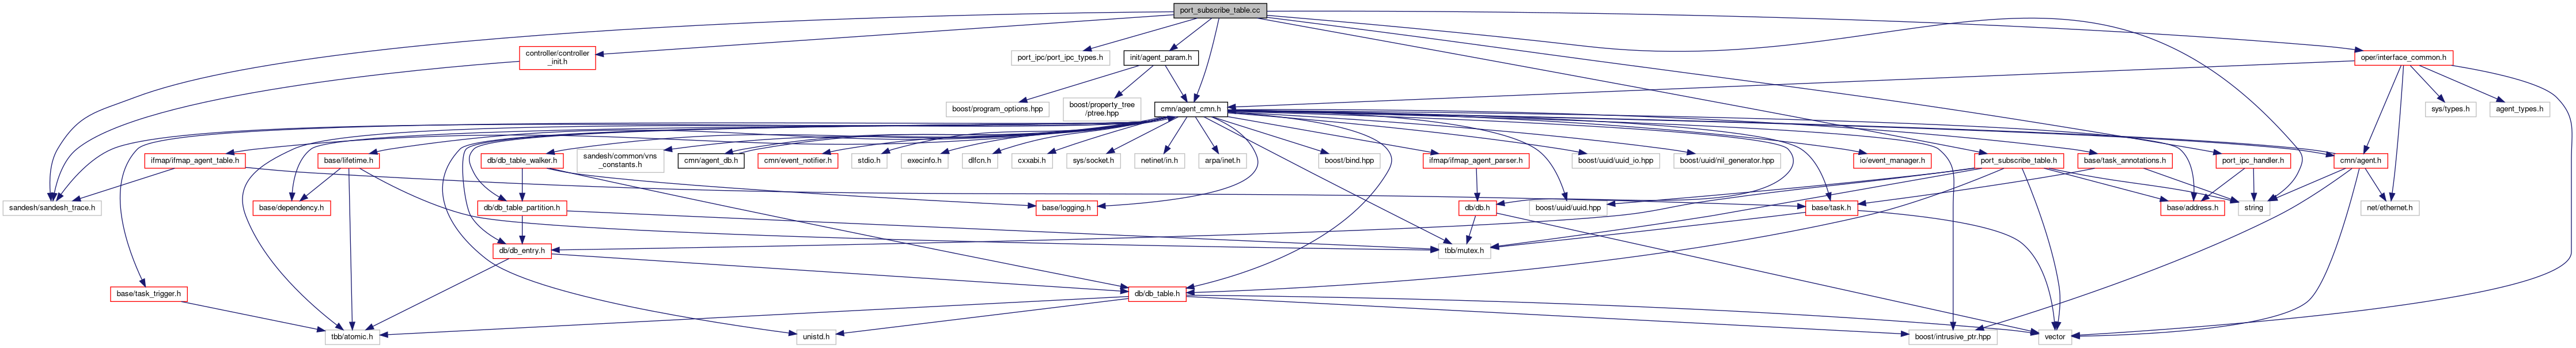 port_subscribe_table.cc
controller/controller
_init.h
port_ipc/port_ipc_types.h
init/agent_param.h
oper/interface_common.h
boost/program_options.hpp
boost/property_tree
/ptree.hpp
cmn/agent_cmn.h
sys/types.h
agent_types.h
ifmap/ifmap_agent_table.h
base/lifetime.h
db/db_table_walker.h
sandesh/common/vns
_constants.h
cmn/agent_db.h
cmn/event_notifier.h
stdio.h
execinfo.h
dlfcn.h
cxxabi.h
sys/socket.h
netinet/in.h
arpa/inet.h
boost/bind.hpp
ifmap/ifmap_agent_parser.h
boost/uuid/uuid_io.hpp
boost/uuid/nil_generator.hpp
io/event_manager.h
port_subscribe_table.h
base/task_annotations.h
port_ipc_handler.h
cmn/agent.h
sandesh/sandesh_trace.h
base/dependency.h
db/db_table_partition.h
base/logging.h
db/db.h
boost/uuid/uuid.hpp
base/task.h
base/address.h
string
net/ethernet.h
db/db_entry.h
tbb/mutex.h
base/task_trigger.h
db/db_table.h
tbb/atomic.h
unistd.h
boost/intrusive_ptr.hpp
vector